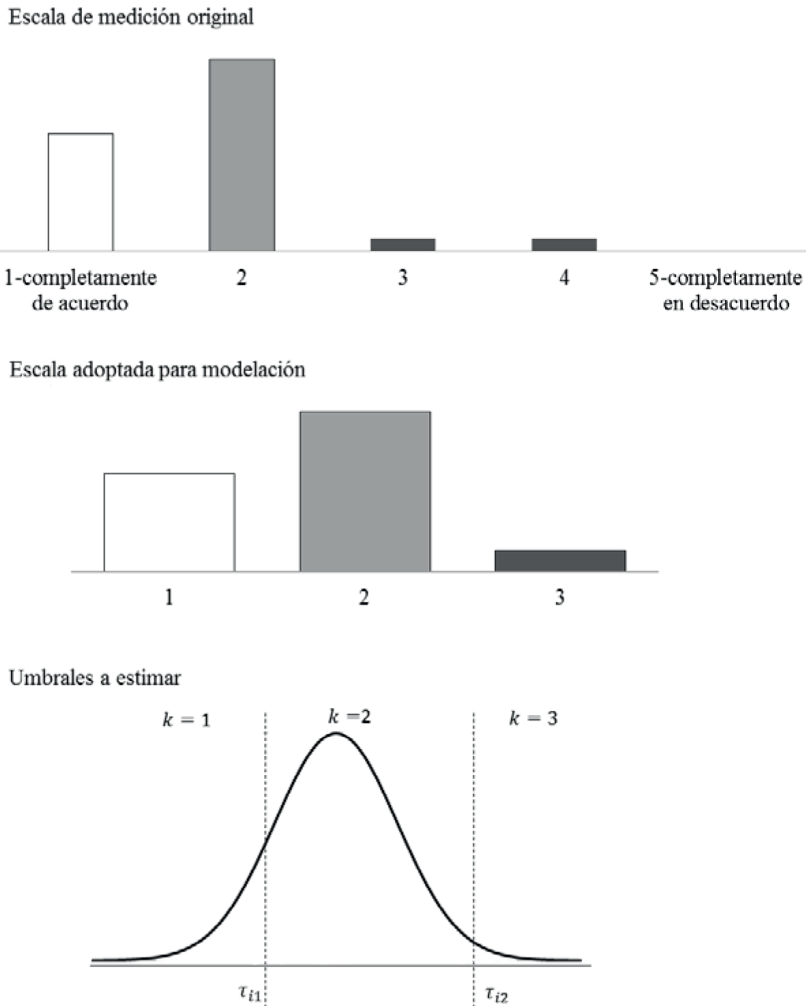 Escala de medición original
1-completamente de acuerdo 2 3 4 5-completamente en desacuerdo
Escala adoptada para modelación
1 2 3
Umbrales a estimar
k = 1 k =2 k = 3
τi1 τi2